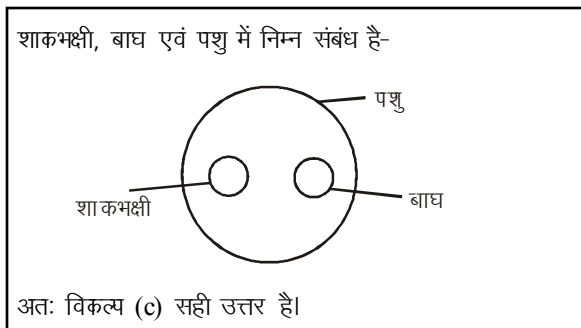 शाकभक्षी, बाघ एवं पशु में निम्न संबंध है-
पशु
शाकभक्षी
बाघ
अतः विकल्प (c) सही उत्तर है।